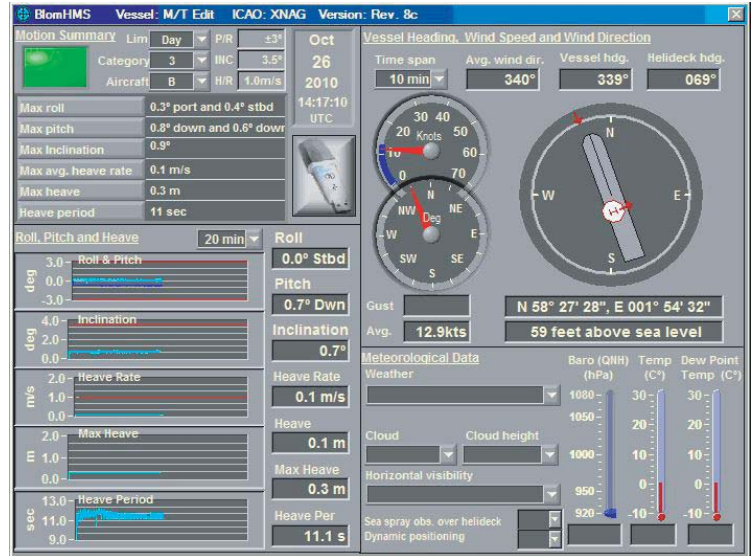 BlomHMS Vessel: M/T Edit ICAO: XNAG Version: Rev. 8c
Motion Summary Lim Day P/R ±3°
Category 3 INC 3.5°
Aircraft B H/R 1.0m/s
Oct
26
2010
14:17:10
UTC
Max roll 0.3° port and 0.4° stbd
Max pitch 0.8° down and 0.6° down
Max Inclination 0.9°
Max avg. heave rate 0.1 m/s
Max heave 0.3 m
Heave period 11 sec
Vessel Heading, Wind Speed and Wind Direction
Time span Avg. wind dir. Vessel hdg. Helideck hdg.
10 min 340° 339° 069°
0 10 20 30 40 50 60 70
Knots
N NE E SE S SW W NW
Deg
N E S W
H
Gust
Avg. 12.9kts
N 58° 27' 28", E 001° 54' 32"
59 feet above sea level
Roll, Pitch and Heave 20 min
Roll & Pitch
deg 3.0 0.0 -3.0
Inclination
deg 4.0 2.0 0.0
Heave Rate
m/s 2.0 1.0 0.0
Max Heave
m 2.0 1.0 0.0
Heave Period
sec 13.0 11.0 9.0
Roll
0.0° Stbd
Pitch
0.7° Dwn
Inclination
0.7°
Heave Rate
0.1 m/s
Heave
0.1 m
Max Heave
0.3 m
Heave Per
11.1 s
Meteorological Data
Weather
Cloud Cloud height
Horizontal visibility
Sea spray obs. over helideck
Dynamic positioning
Baro (QNH) Temp Dew Point
(hPa) (C°) Temp (C°)
1080 30 30
1050 20 20
1000 10 10
950 0 0
920 -10 -10